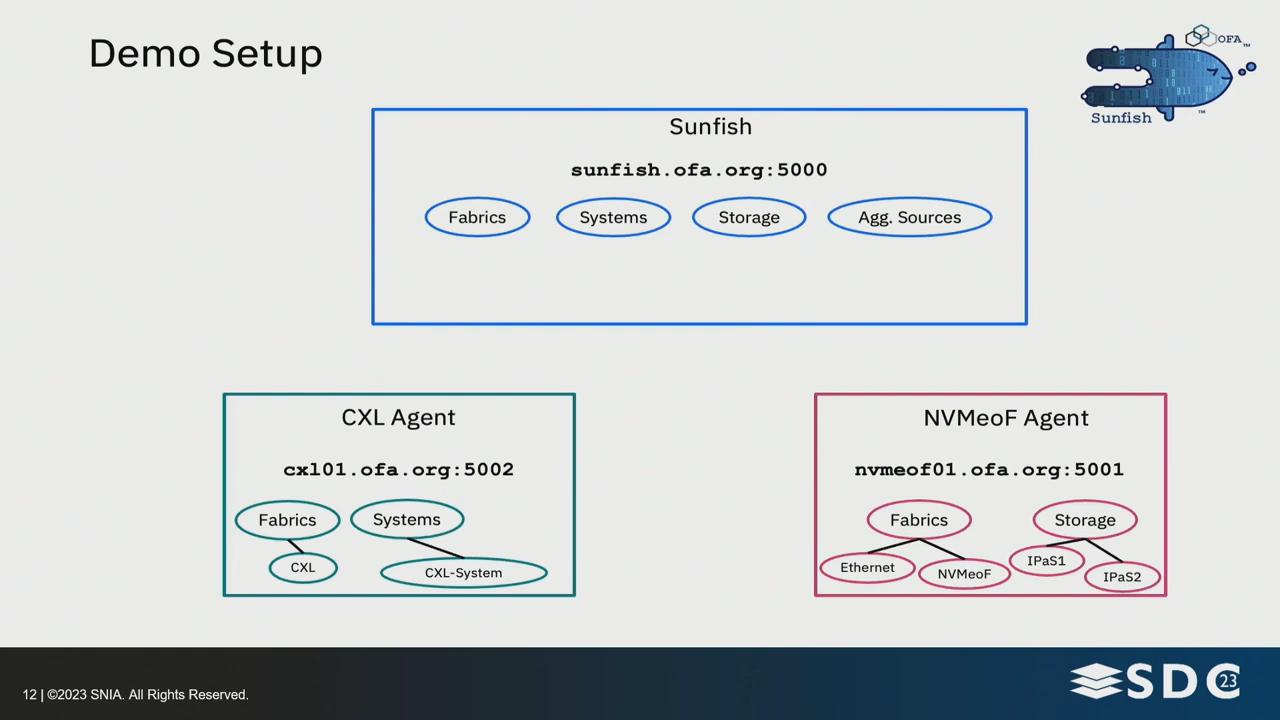 Demo Setup
OFA™
Sunfish™
Sunfish
sunfish.ofa.org:5000
Fabrics
Systems
Storage
Agg. Sources
CXL Agent
cxl01.ofa.org:5002
Fabrics
Systems
CXL
CXL-System
NVMeoF Agent
nvmeof01.ofa.org:5001
Fabrics
Storage
Ethernet
NVMeoF
IPaS1
IPaS2
12 | ©2023 SNIA. All Rights Reserved.
SDC 23